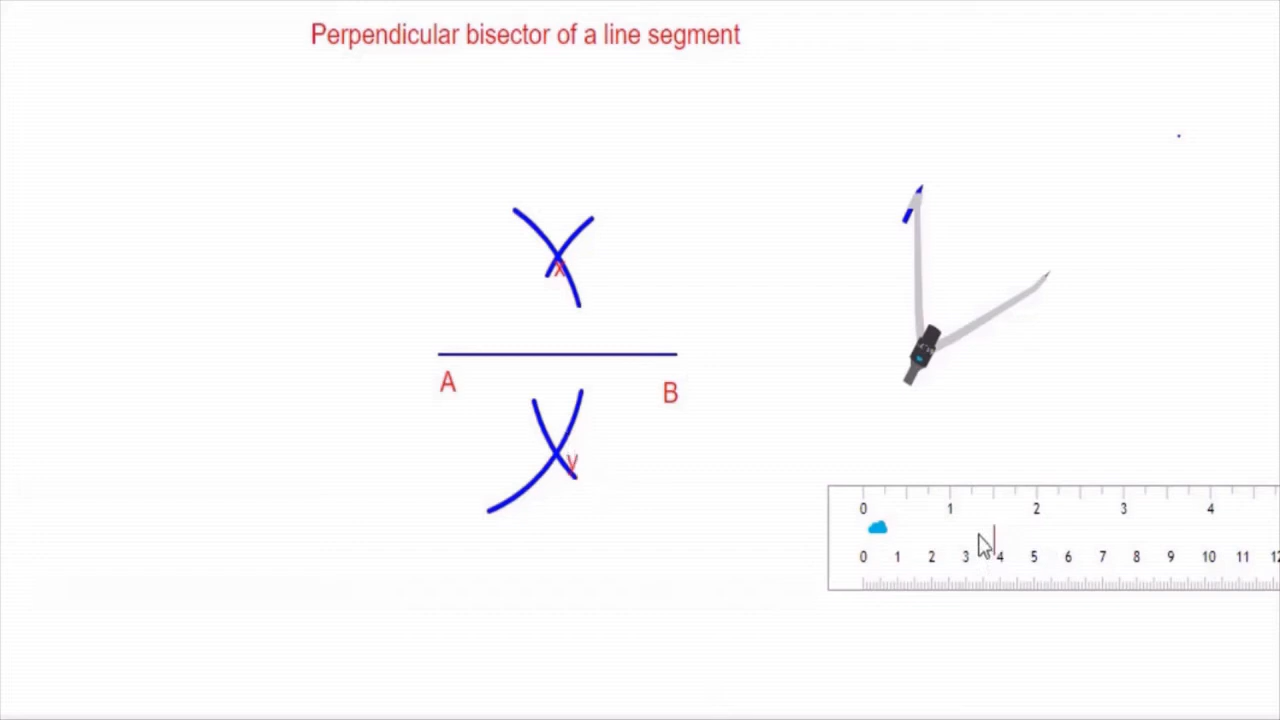 Perpendicular bisector of a line segment
x
A
B
y
0 1 2 3 4
0 1 2 3 4 5 6 7 8 9 10 11 12